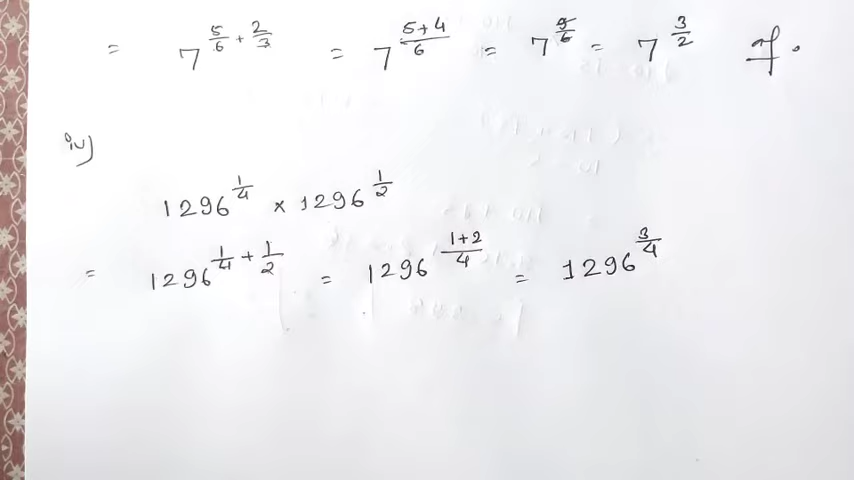 = 7^{5/6 + 2/3} = 7^{(5+4)/6} = 7^{9/6} = 7^{3/2}
iv)
1296^{1/4} × 1296^{1/2}
= 1296^{1/4 + 1/2} = 1296^{(1+2)/4} = 1296^{3/4}